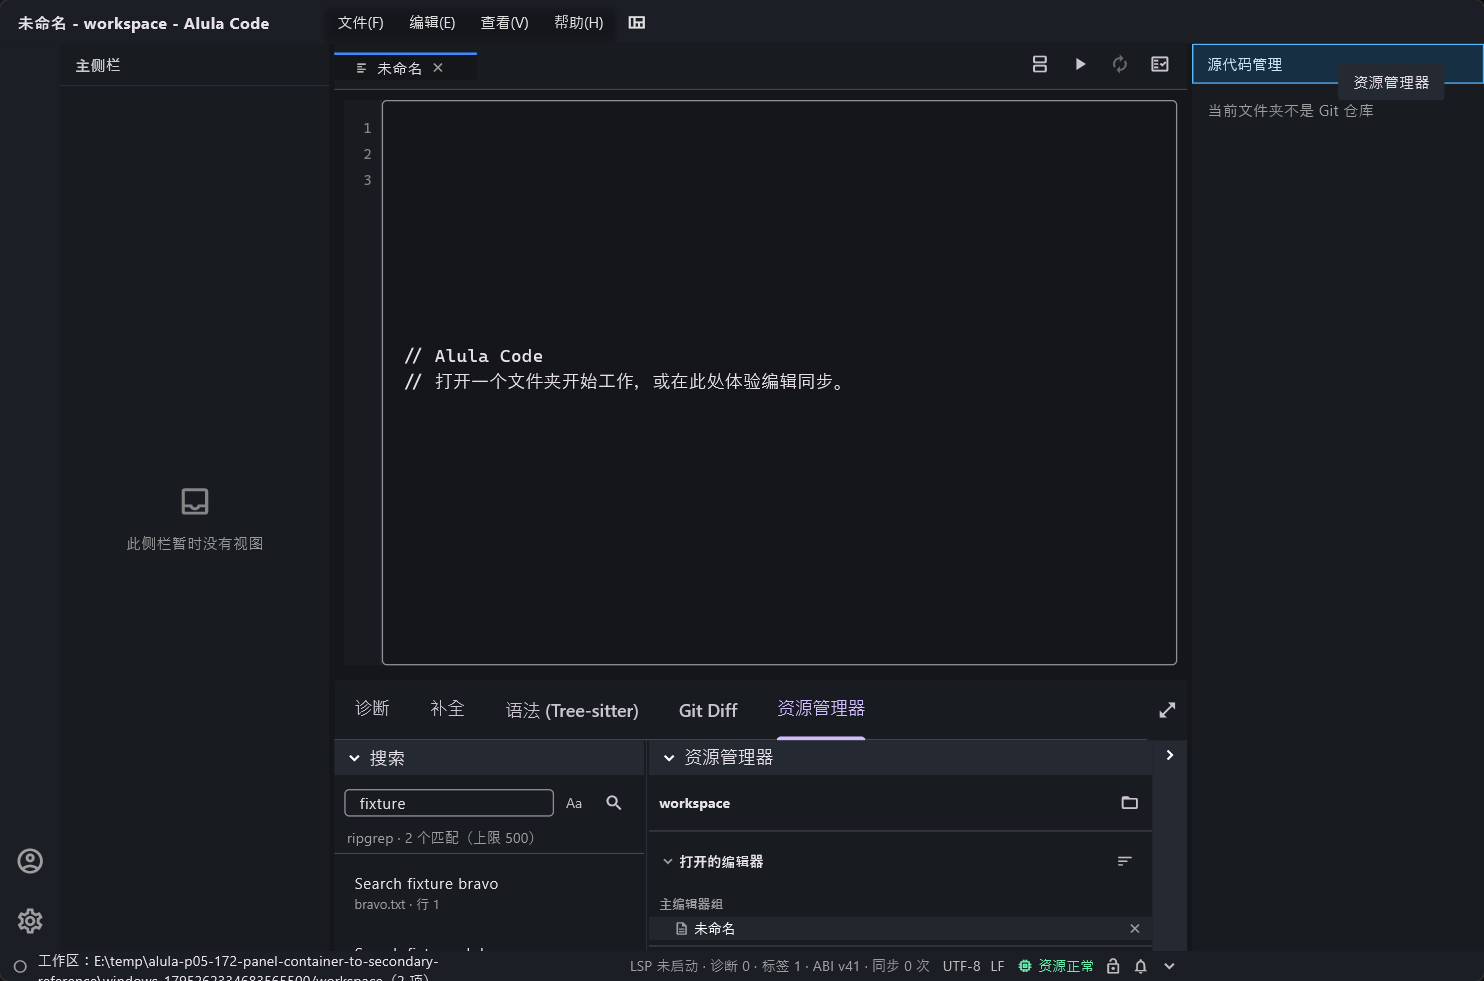 未命名 - workspace - Alula Code
文件(F) 编辑(E) 查看(V) 帮助(H)
主侧栏
未命名
源代码管理
资源管理器
当前文件夹不是 Git 仓库
1
2
3
// Alula Code
// 打开一个文件夹开始工作，或在此处体验编辑同步。
此侧栏暂时没有视图
诊断 补全 语法 (Tree-sitter) Git Diff 资源管理器
搜索
fixture Aa
ripgrep · 2 个匹配（上限 500）
Search fixture bravo
bravo.txt · 行 1
资源管理器
workspace
打开的编辑器
主编辑器组
未命名
工作区：E:\temp\alula-p05-172-panel-container-to-secondary-
LSP 未启动 · 诊断 0 · 标签 1 · ABI v41 · 同步 0 次 UTF-8 LF 资源正常